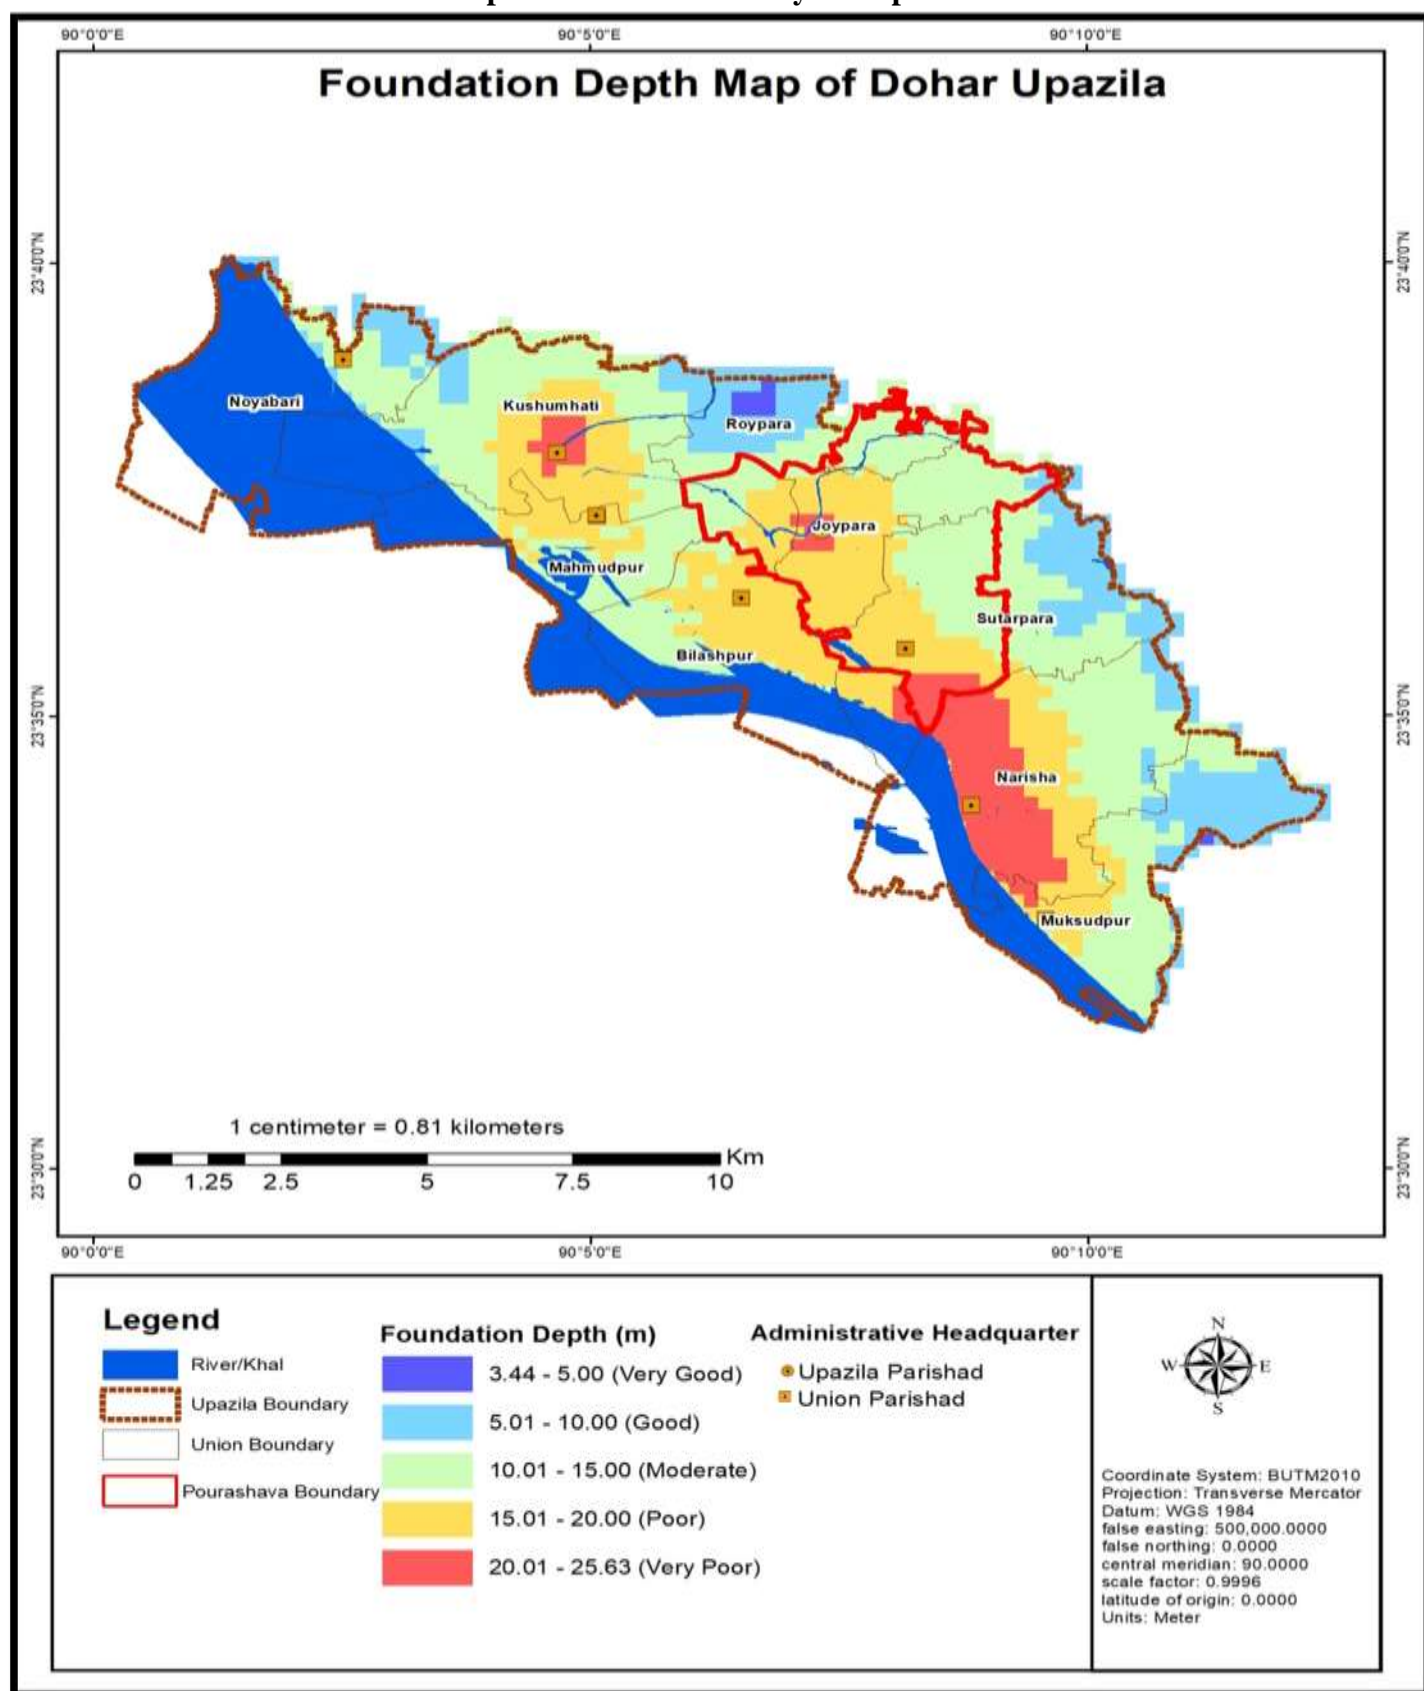 90°0'0"E 90°5'0"E 90°10'0"E
Foundation Depth Map of Dohar Upazila
23°40'0"N 23°40'0"N
Noyabari
Kushumhati
Roypara
Joypara
Mahmudpur
Sutarpara
Bilashpur
23°35'0"N 23°35'0"N
Narisha
Muksudpur
1 centimeter = 0.81 kilometers
Km
0 1.25 2.5 5 7.5 10
23°30'0"N 23°30'0"N
90°0'0"E 90°5'0"E 90°10'0"E
Legend
River/Khal
Upazila Boundary
Union Boundary
Pourashava Boundary
Foundation Depth (m)
3.44 - 5.00 (Very Good)
5.01 - 10.00 (Good)
10.01 - 15.00 (Moderate)
15.01 - 20.00 (Poor)
20.01 - 25.63 (Very Poor)
Administrative Headquarter
Upazila Parishad
Union Parishad
N
W E
S
Coordinate System: BUTM2010
Projection: Transverse Mercator
Datum: WGS 1984
false easting: 500,000.0000
false northing: 0.0000
central meridian: 90.0000
scale factor: 0.9996
latitude of origin: 0.0000
Units: Meter